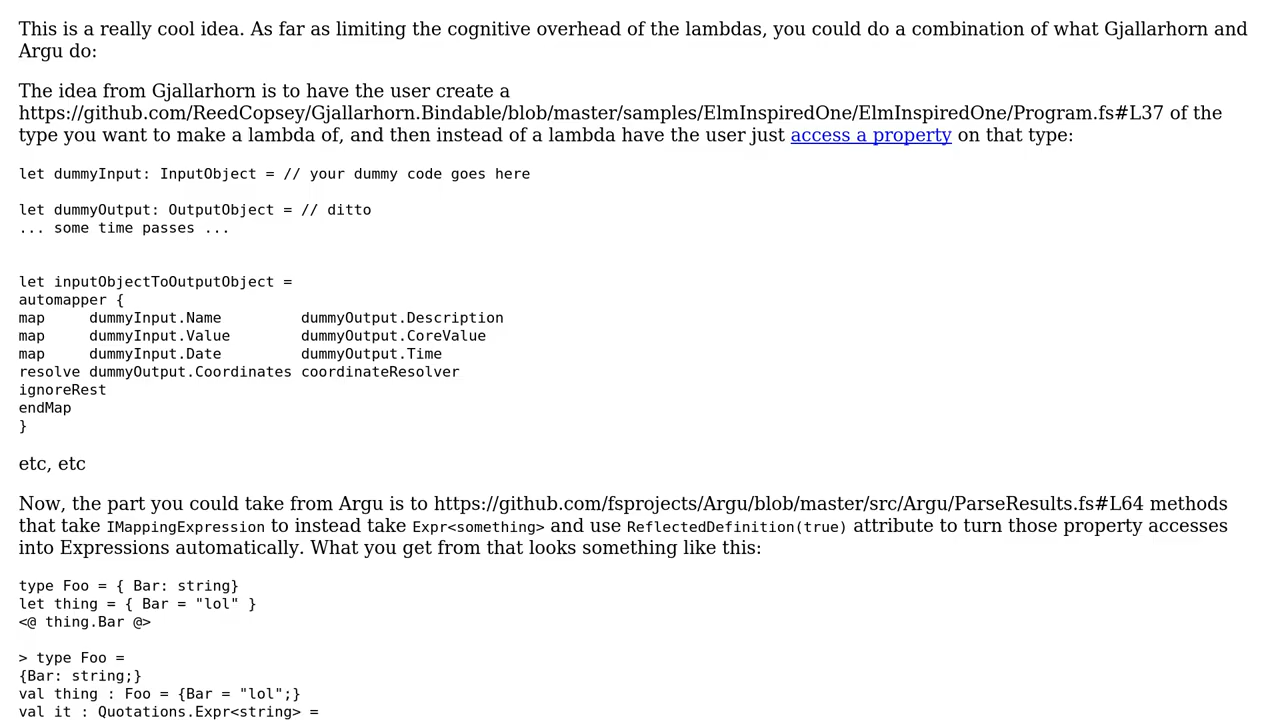 This is a really cool idea. As far as limiting the cognitive overhead of the lambdas, you could do a combination of what Gjallarhorn and
Argu do:
The idea from Gjallarhorn is to have the user create a
https://github.com/ReedCopsey/Gjallarhorn.Bindable/blob/master/samples/ElmInspiredOne/ElmInspiredOne/Program.fs#L37 of the
type you want to make a lambda of, and then instead of a lambda have the user just access a property on that type:
let dummyInput: InputObject = // your dummy code goes here
let dummyOutput: OutputObject = // ditto
... some time passes ...
let inputObjectToOutputObject =
automapper {
map     dummyInput.Name         dummyOutput.Description
map     dummyInput.Value        dummyOutput.CoreValue
map     dummyInput.Date         dummyOutput.Time
resolve dummyOutput.Coordinates coordinateResolver
ignoreRest
endMap
}
etc, etc
Now, the part you could take from Argu is to https://github.com/fsprojects/Argu/blob/master/src/Argu/ParseResults.fs#L64 methods
that take IMappingExpression to instead take Expr<something> and use ReflectedDefinition(true) attribute to turn those property accesses
into Expressions automatically. What you get from that looks something like this:
type Foo = { Bar: string}
let thing = { Bar = "lol" }
<@ thing.Bar @>
> type Foo =
{Bar: string;}
val thing : Foo = {Bar = "lol";}
val it : Quotations.Expr<string> =